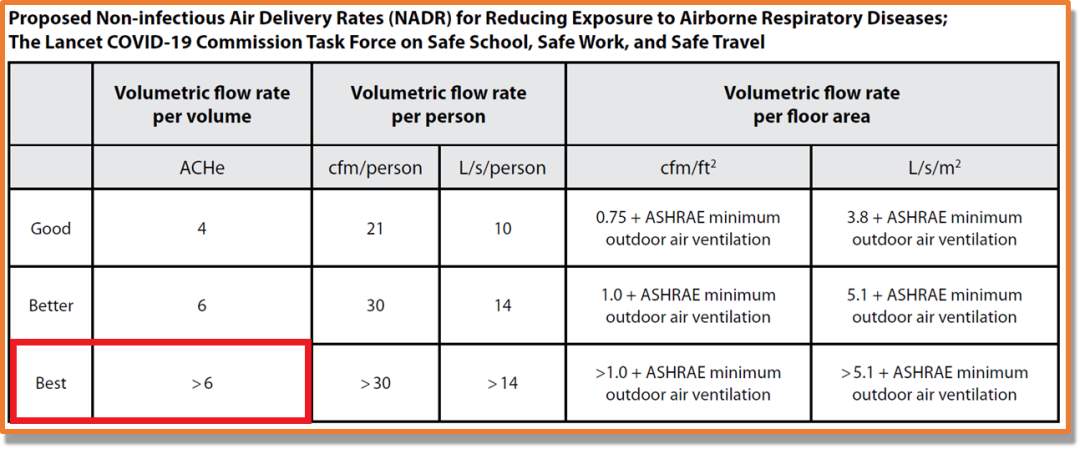 Proposed Non-infectious Air Delivery Rates (NADR) for Reducing Exposure to Airborne Respiratory Diseases;
The Lancet COVID-19 Commission Task Force on Safe School, Safe Work, and Safe Travel
Volumetric flow rate
per volume
Volumetric flow rate
per person
Volumetric flow rate
per floor area
ACHe
cfm/person
L/s/person
cfm/ft²
L/s/m²
Good
4
21
10
0.75 + ASHRAE minimum
outdoor air ventilation
3.8 + ASHRAE minimum
outdoor air ventilation
Better
6
30
14
1.0 + ASHRAE minimum
outdoor air ventilation
5.1 + ASHRAE minimum
outdoor air ventilation
Best
>6
>30
>14
>1.0 + ASHRAE minimum
outdoor air ventilation
>5.1 + ASHRAE minimum
outdoor air ventilation